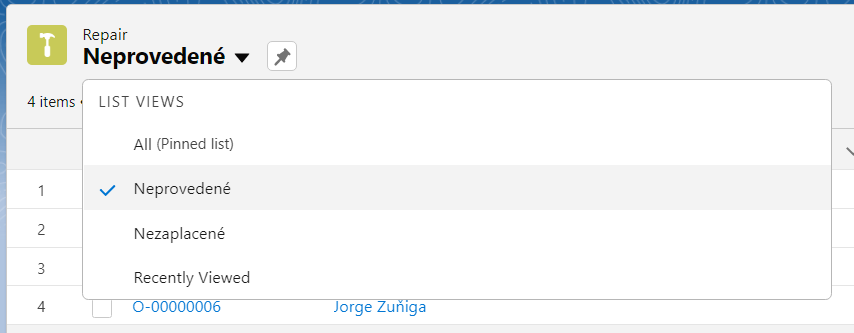 Repair
Neprovedené
4 items •
LIST VIEWS
All (Pinned list)
Neprovedené
Nezaplacené
Recently Viewed
1
2
3
4 O-00000006 Jorge Zuňiga